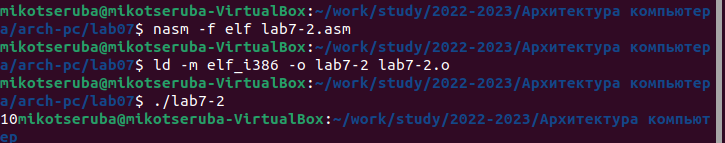 mikotseruba@mikotseruba-VirtualBox:~/work/study/2022-2023/Архитектура компьютер
а/arch-pc/lab07$ nasm -f elf lab7-2.asm
mikotseruba@mikotseruba-VirtualBox:~/work/study/2022-2023/Архитектура компьютер
а/arch-pc/lab07$ ld -m elf_i386 -o lab7-2 lab7-2.o
mikotseruba@mikotseruba-VirtualBox:~/work/study/2022-2023/Архитектура компьютер
а/arch-pc/lab07$ ./lab7-2
10mikotseruba@mikotseruba-VirtualBox:~/work/study/2022-2023/Архитектура компьют
ер